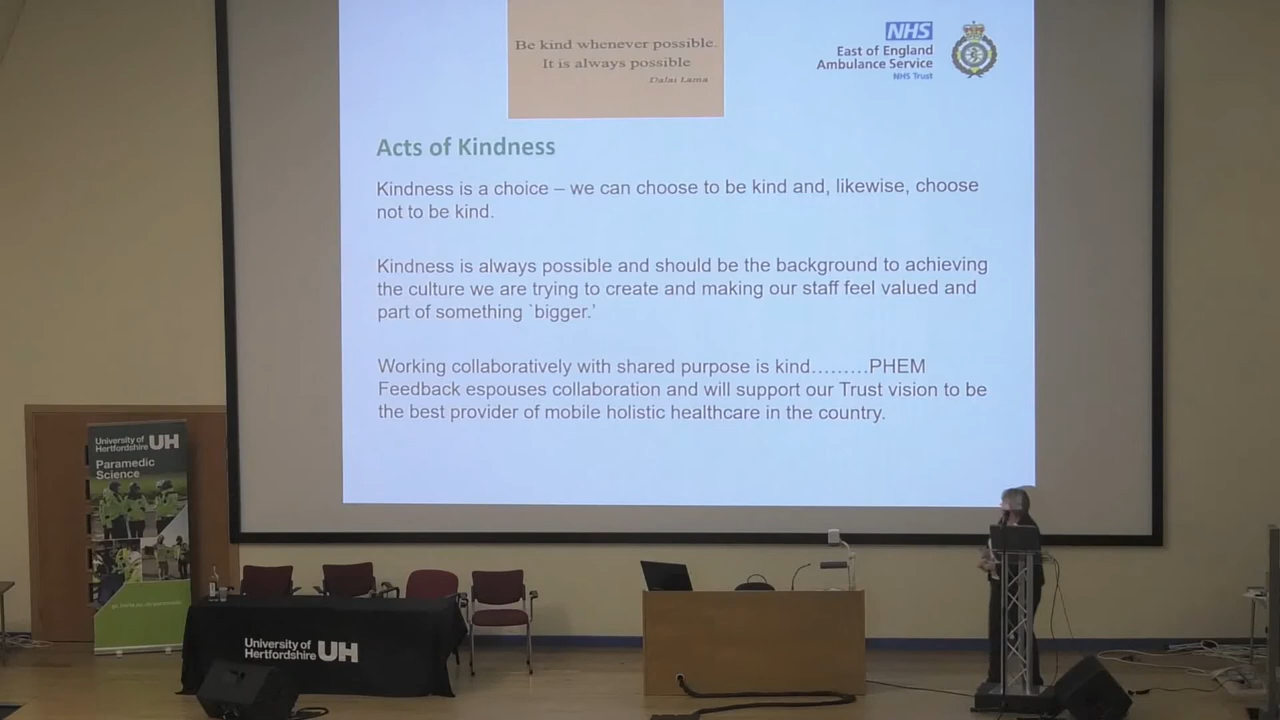 Be kind whenever possible.
It is always possible
Dalai Lama
NHS
East of England
Ambulance Service
NHS Trust
Acts of Kindness
Kindness is a choice – we can choose to be kind and, likewise, choose
not to be kind.
Kindness is always possible and should be the background to achieving
the culture we are trying to create and making our staff feel valued and
part of something `bigger.’
Working collaboratively with shared purpose is kind………PHEM
Feedback espouses collaboration and will support our Trust vision to be
the best provider of mobile holistic healthcare in the country.
University of
Hertfordshire UH
Paramedic
Science
University of
Hertfordshire UH